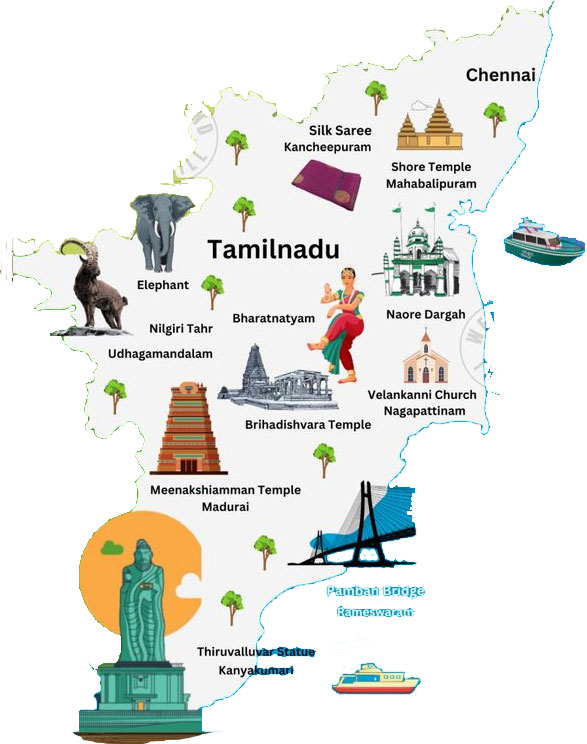 Chennai
Silk Saree
Kancheepuram
Shore Temple
Mahabalipuram
Tamilnadu
Elephant
Naore Dargah
Bharatnatyam
Nilgiri Tahr
Udhagamandalam
Velankanni Church
Nagapattinam
Brihadishvara Temple
Meenakshiamman Temple
Madurai
Pamban Bridge
Rameswaram
Thiruvalluvar Statue
Kanyakumari